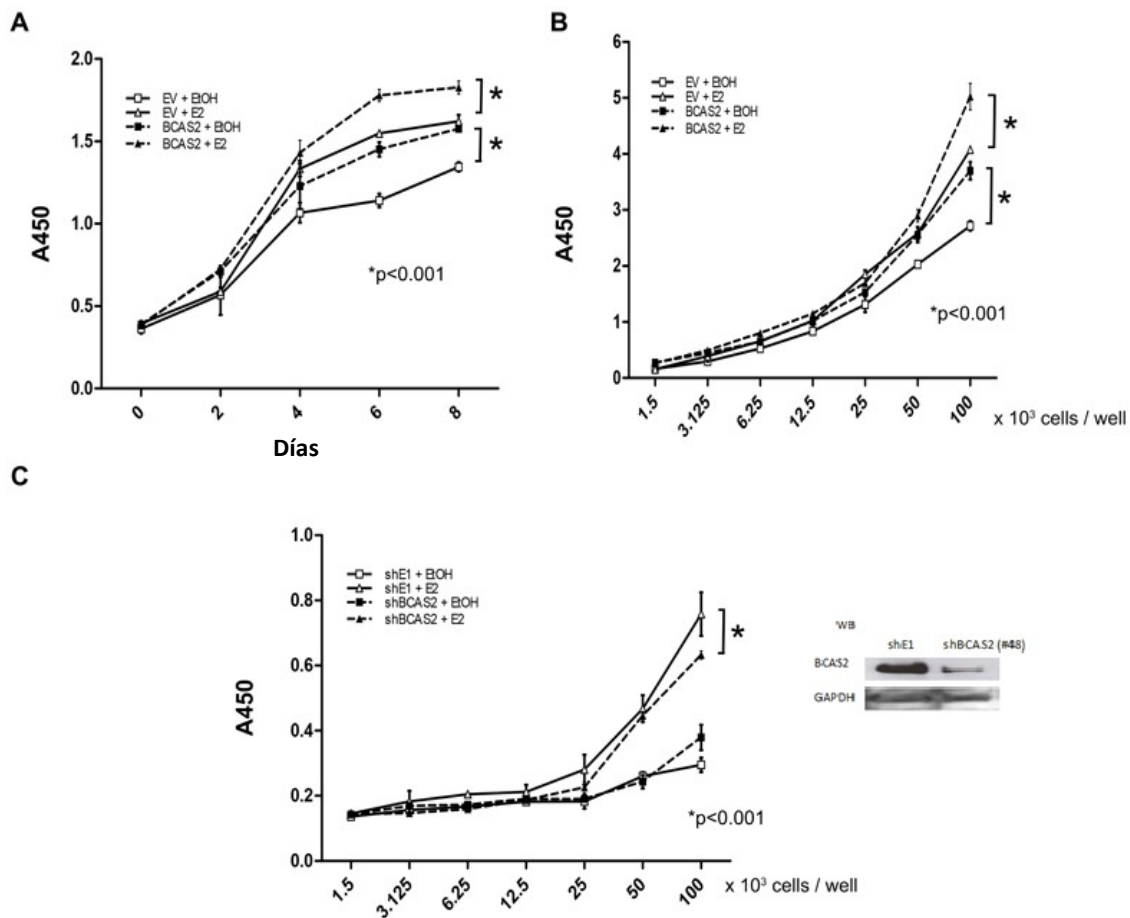 A
2.0
1.5
1.0
0.5
0.0
A450
EV + EtOH
EV + E2
BCAS2 + EtOH
BCAS2 + E2
*
*
*p<0.001
0 2 4 6 8
Días
B
6
5
4
3
2
1
0
A450
EV + EtOH
EV + E2
BCAS2 + EtOH
BCAS2 + E2
*
*
*p<0.001
1.5 3.125 6.25 12.5 25 50 100
x 10³ cells / well
C
1.0
0.8
0.6
0.4
0.2
0.0
A450
shE1 + EtOH
shE1 + E2
shBCAS2 + EtOH
shBCAS2 + E2
*
*p<0.001
1.5 3.125 6.25 12.5 25 50 100
x 10³ cells / well
WB
shE1 shBCAS2 (#48)
BCAS2
GAPDH